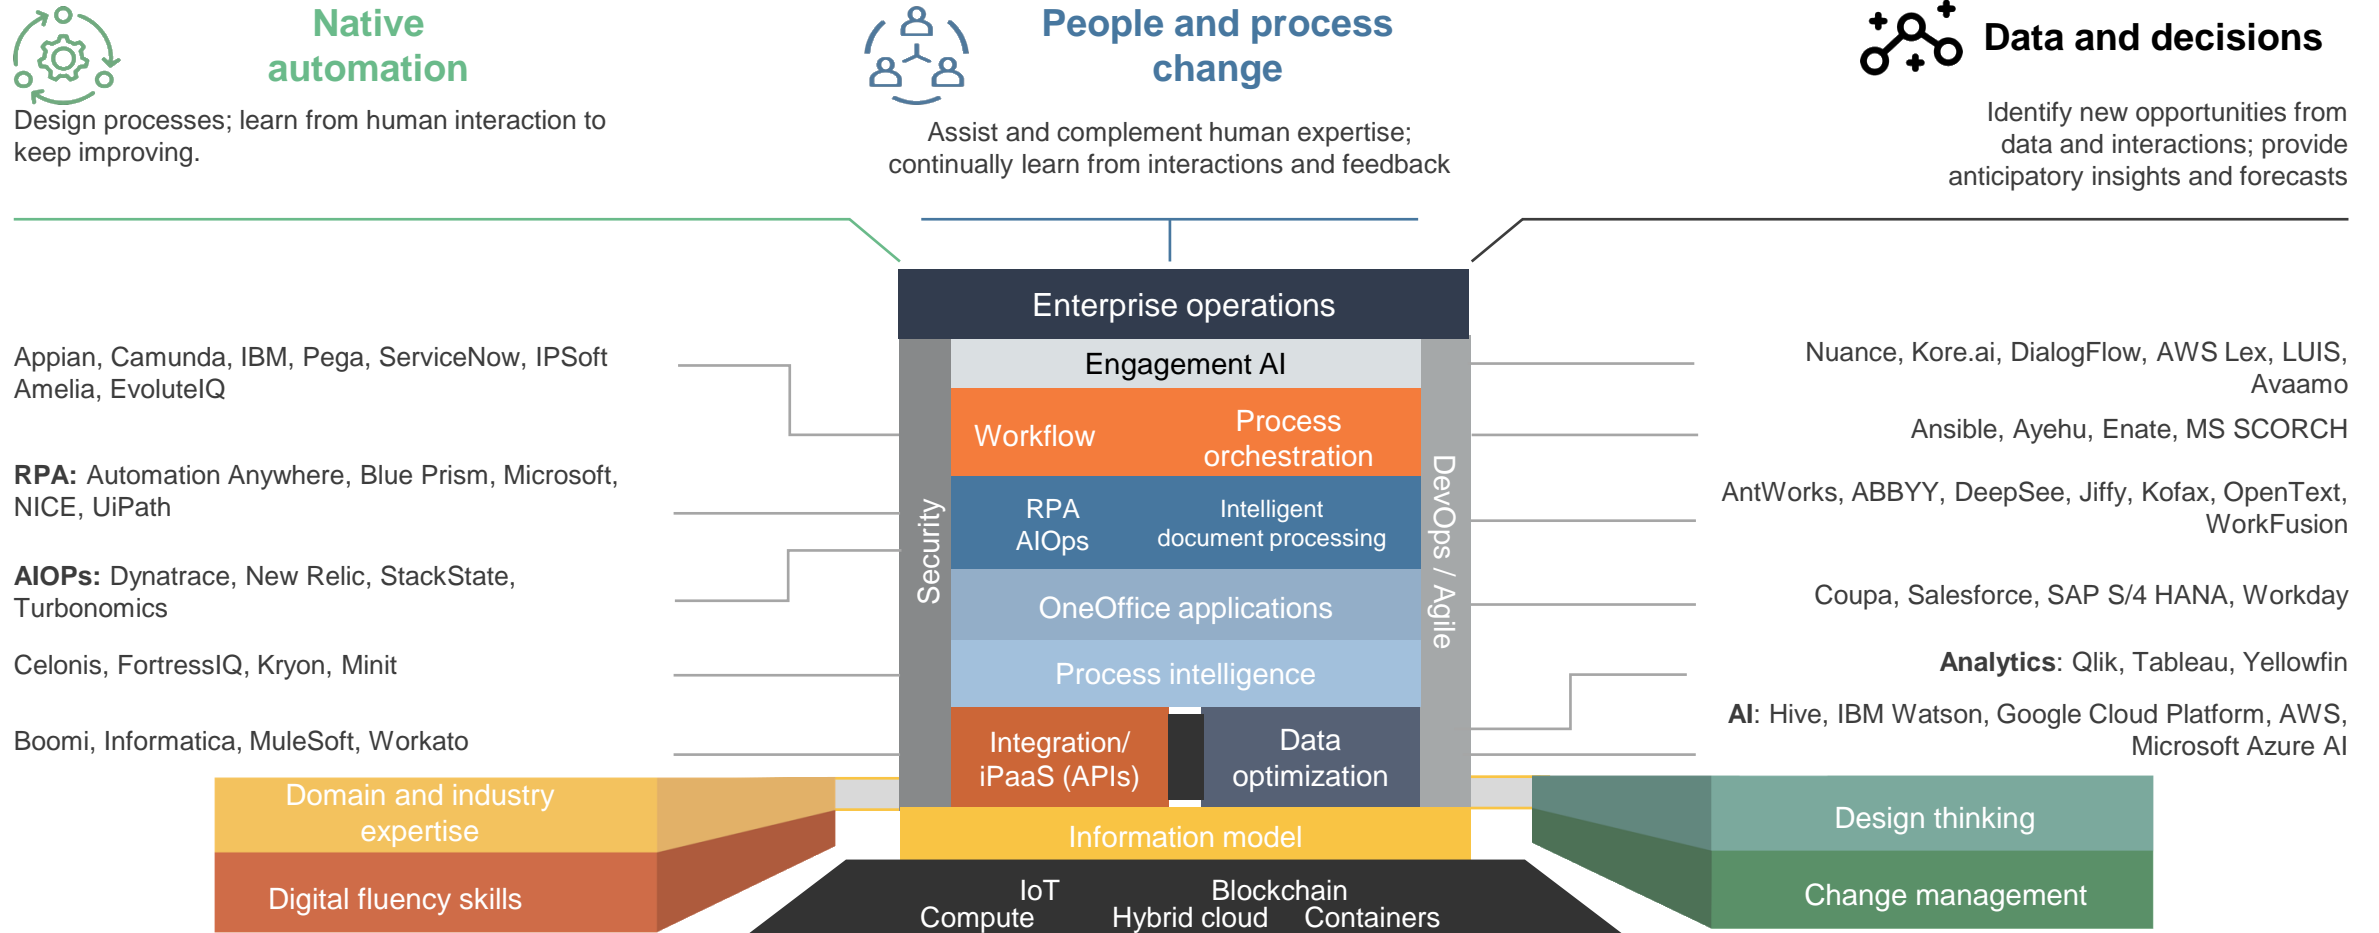 Native
automation
Design processes; learn from human interaction to
keep improving.
People and process
change
Assist and complement human expertise;
continually learn from interactions and feedback
Data and decisions
Identify new opportunities from
data and interactions; provide
anticipatory insights and forecasts
Appian, Camunda, IBM, Pega, ServiceNow, IPSoft
Amelia, EvoluteIQ
RPA: Automation Anywhere, Blue Prism, Microsoft,
NICE, UiPath
AIOPs: Dynatrace, New Relic, StackState,
Turbonomics
Celonis, FortressIQ, Kryon, Minit
Boomi, Informatica, MuleSoft, Workato
Enterprise operations
Security
Engagement AI
Workflow
Process
orchestration
RPA
AIOps
Intelligent
document processing
OneOffice applications
Process intelligence
Integration/
iPaaS (APIs)
Data
optimization
DevOps / Agile
Information model
IoT
Blockchain
Compute
Hybrid cloud
Containers
Nuance, Kore.ai, DialogFlow, AWS Lex, LUIS,
Avaamo
Ansible, Ayehu, Enate, MS SCORCH
AntWorks, ABBYY, DeepSee, Jiffy, Kofax, OpenText,
WorkFusion
Coupa, Salesforce, SAP S/4 HANA, Workday
Analytics: Qlik, Tableau, Yellowfin
AI: Hive, IBM Watson, Google Cloud Platform, AWS,
Microsoft Azure AI
Domain and industry
expertise
Digital fluency skills
Design thinking
Change management